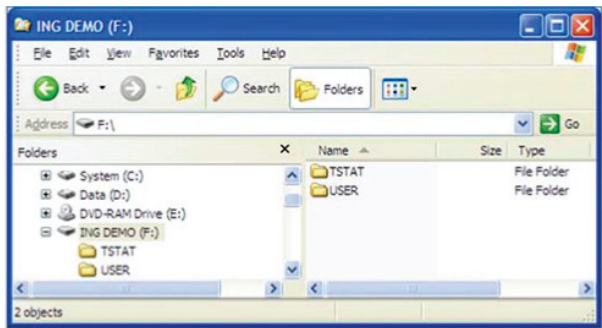 ING DEMO (F:)
File Edit View Favorites Tools Help
Back Search Folders
Address F:\ Go
Folders x
System (C:)
Data (D:)
DVD-RAM Drive (E:)
ING DEMO (F:)
TSTAT
USER
Name Size Type
TSTAT File Folder
USER File Folder
2 objects